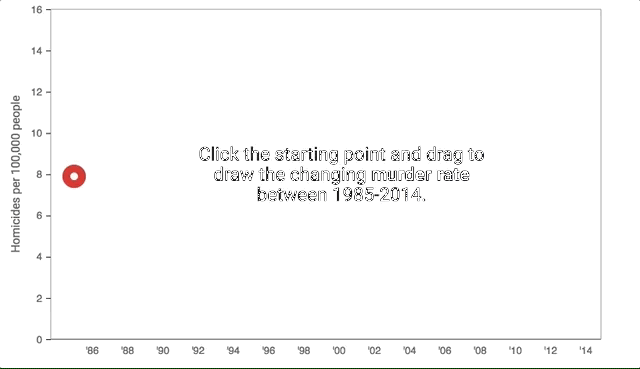 16
14
12
10
8
6
4
2
0
Homicides per 100,000 people
Click the starting point and drag to
draw the changing murder rate
between 1985-2014.
'86 '88 '90 '92 '94 '96 '98 '00 '02 '04 '06 '08 '10 '12 '14